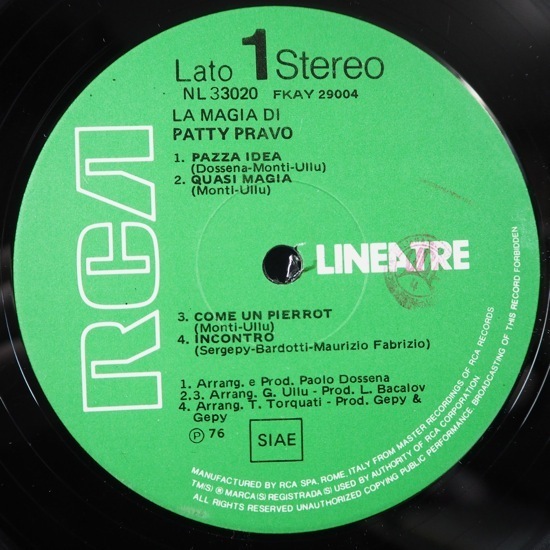 Lato 1 Stereo
NL 33020 FKAY 29004
LA MAGIA DI
PATTY PRAVO
1. PAZZA IDEA
(Dossena-Monti-Ullu)
2. QUASI MAGIA
(Monti-Ullu)
RCA
LINEATRE
3. COME UN PIERROT
(Monti-Ullu)
4. INCONTRO
(Sergepy-Bardotti-Maurizio Fabrizio)
1. Arrang. e Prod. Paolo Dossena
2.3. Arrang. G. Ullu - Prod. L. Bacalov
4. Arrang. T. Torquati - Prod. Gepy &
Gepy
℗ 76
SIAE
MANUFACTURED BY RCA SPA, ROME, ITALY FROM MASTER RECORDINGS OF RCA RECORDS
TM(S) ® MARCA(S) REGISTRADA(S) USED BY AUTHORITY OF RCA CORPORATION
ALL RIGHTS RESERVED UNAUTHORIZED COPYING PUBLIC PERFORMANCE, BROADCASTING OF THIS RECORD FORBIDDEN